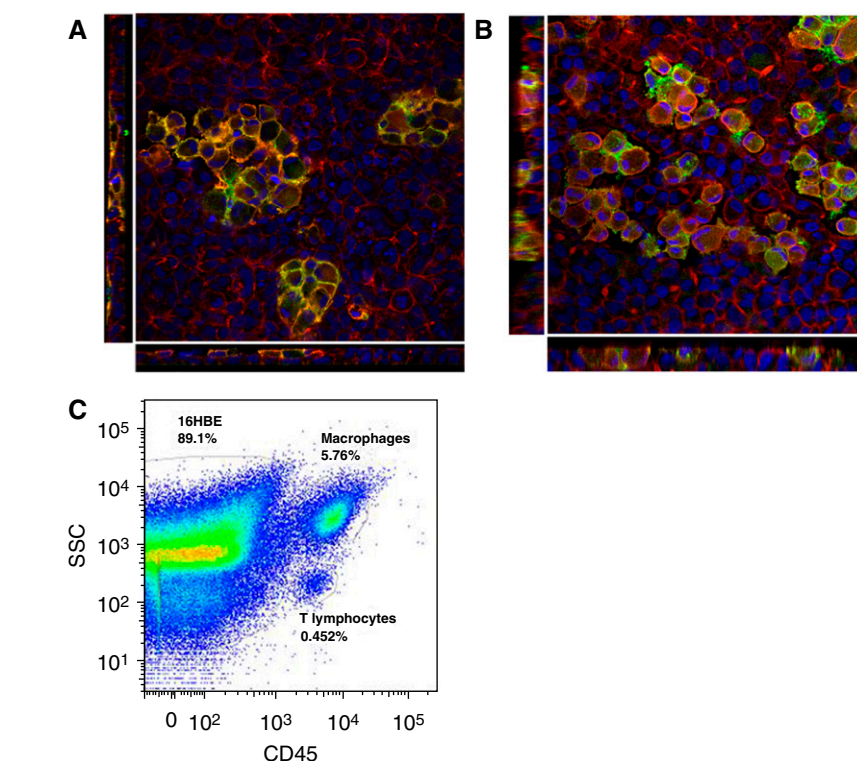 A
B
C
16HBE
89.1%
Macrophages
5.76%
T lymphocytes
0.452%
10⁵
10⁴
10³
10²
10¹
SSC
0 10² 10³ 10⁴ 10⁵
CD45